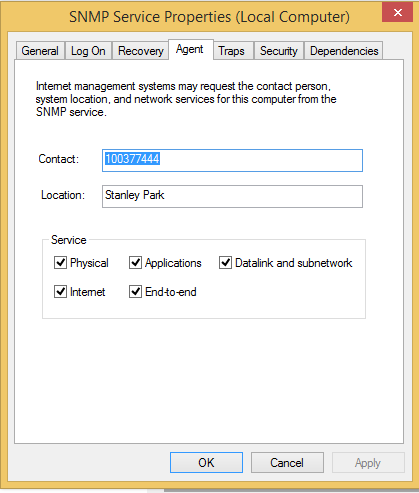 SNMP Service Properties (Local Computer)
General Log On Recovery Agent Traps Security Dependencies
Internet management systems may request the contact person,
system location, and network services for this computer from the
SNMP service.
Contact: 100377444
Location: Stanley Park
Service
Physical Applications Datalink and subnetwork
Internet End-to-end
OK Cancel Apply